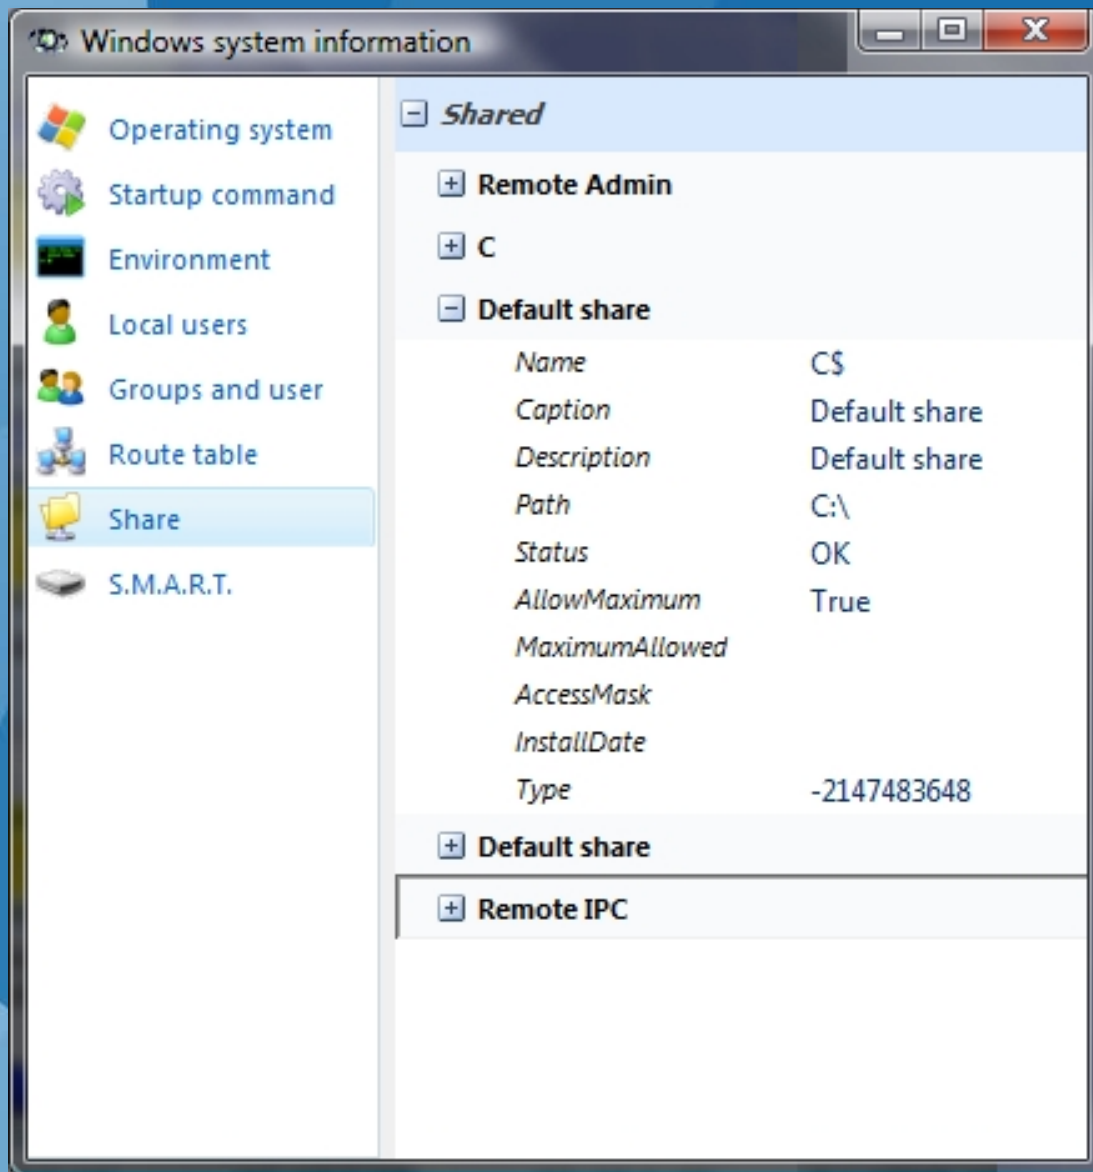 Windows system information
Operating system
Startup command
Environment
Local users
Groups and user
Route table
Share
S.M.A.R.T.
Shared
Remote Admin
C
Default share
Name C$
Caption Default share
Description Default share
Path C:\
Status OK
AllowMaximum True
MaximumAllowed
AccessMask
InstallDate
Type -2147483648
Default share
Remote IPC